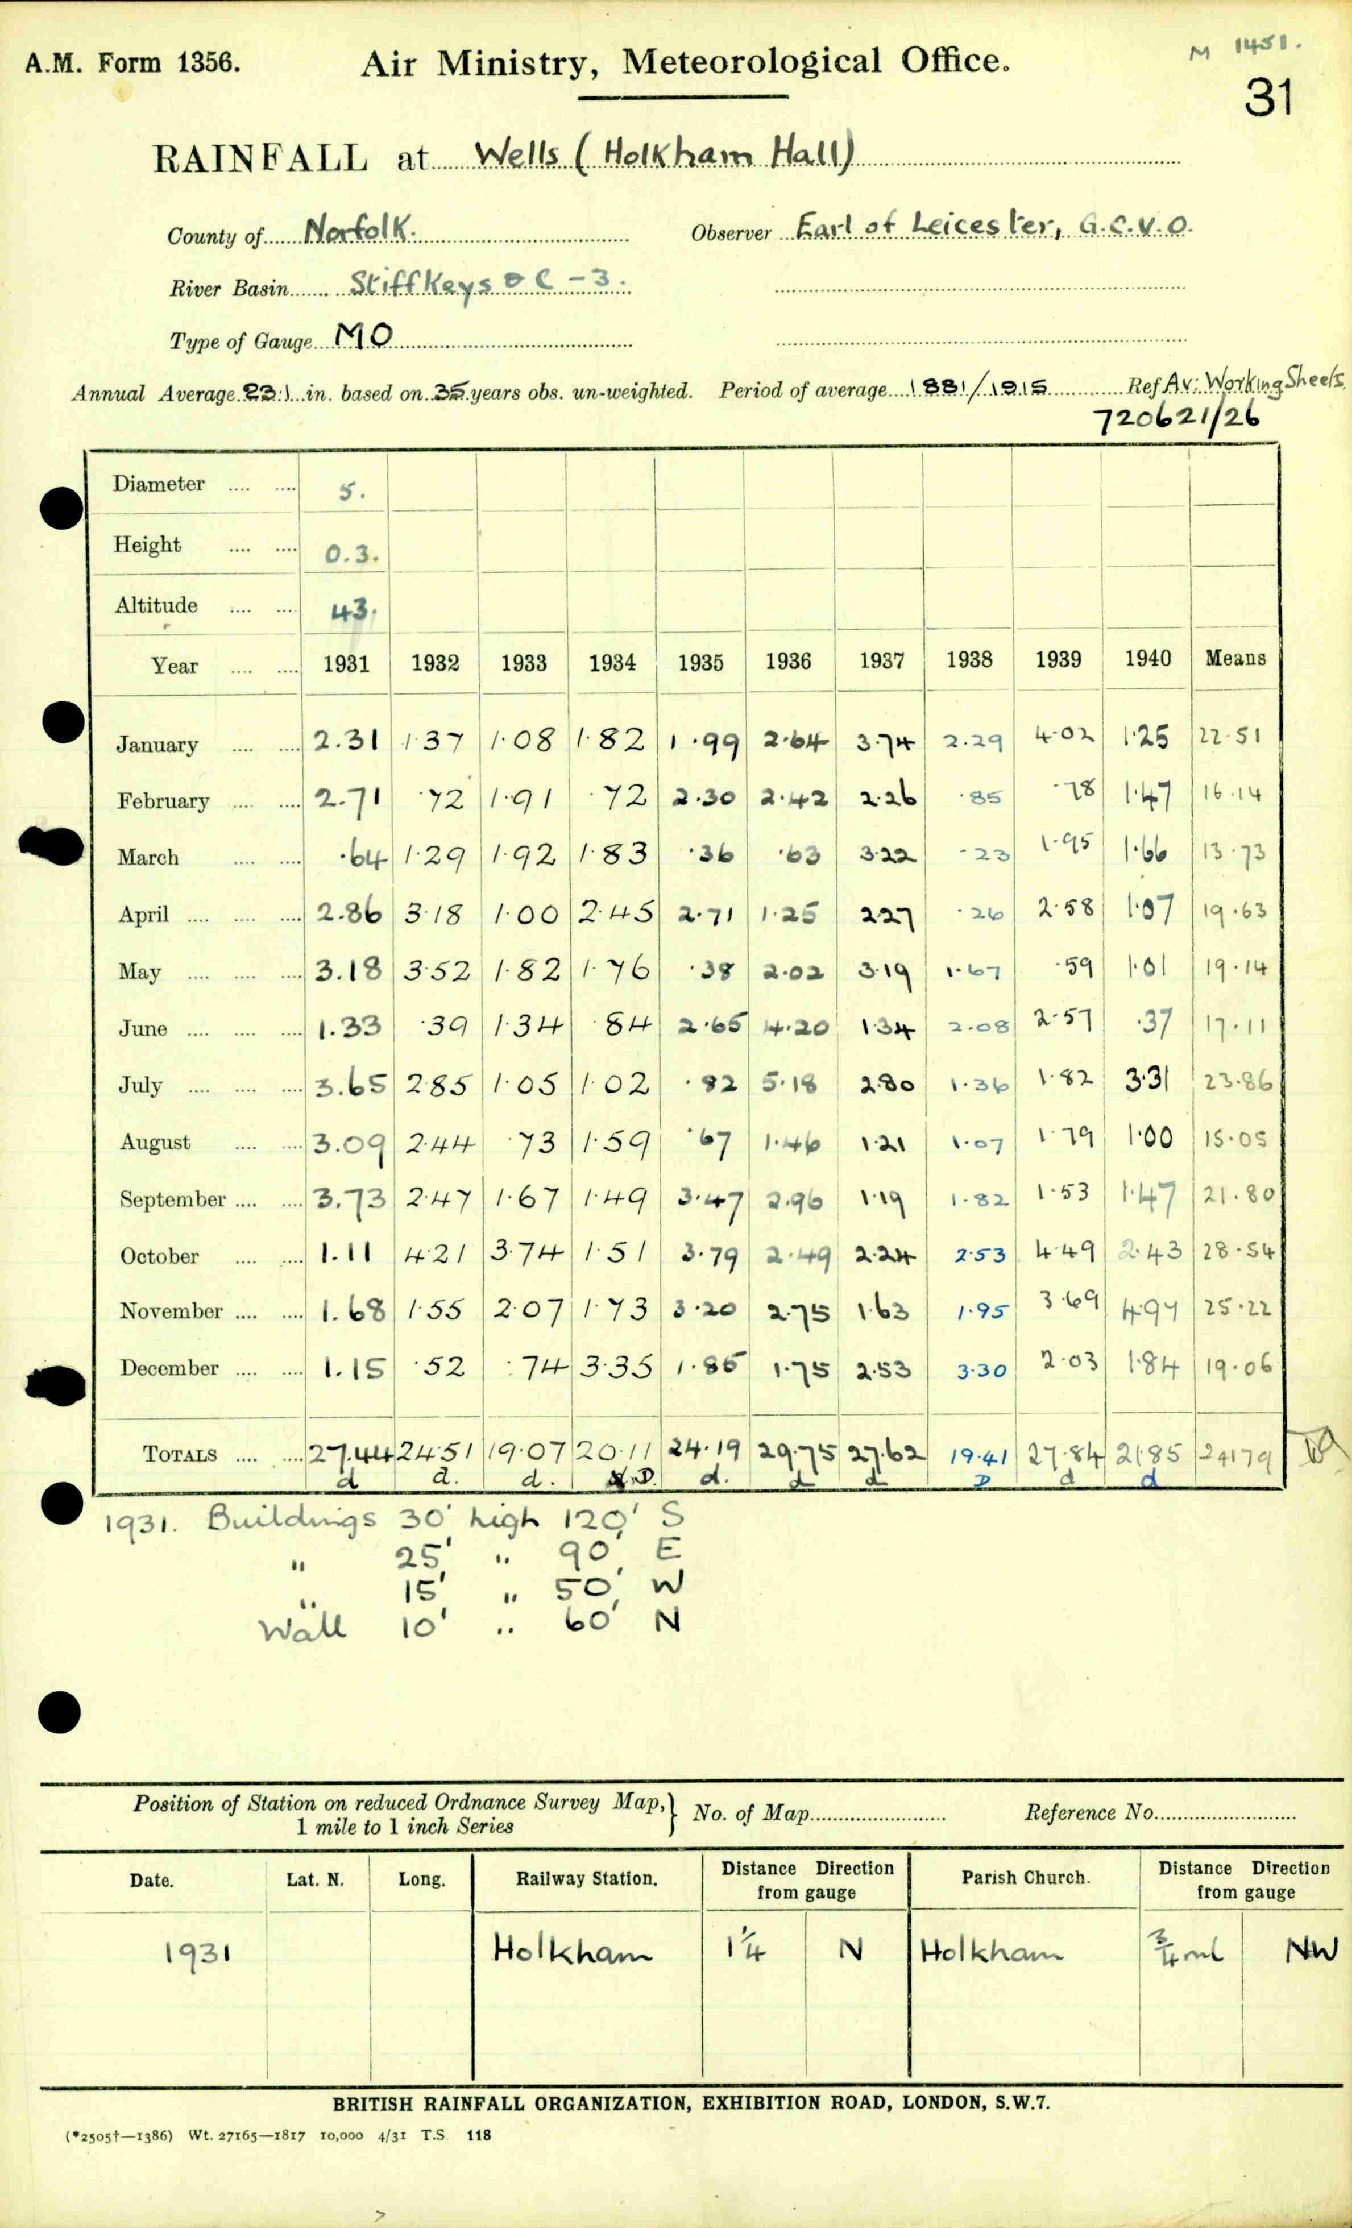 M 1451.
A.M. Form 1356. Air Ministry, Meteorological Office.
31
RAINFALL at Wells (Holkham Hall)
County of Norfolk. Observer Earl of Leicester, G.C.V.O.
River Basin Stiffkeys & C - 3.
Type of Gauge MO
Annual Average 23.1 in. based on 35 years obs. un-weighted. Period of average 1881/1915 Ref Av: Working Sheets
720621/26
Diameter .... .... 5.
Height .... .... 0.3.
Altitude .... .... 43.
Year .... .... 1931 1932 1933 1934 1935 1936 1937 1938 1939 1940 Means
January .... .... 2.31 1.37 1.08 1.82 1.99 2.64 3.74 2.29 4.02 1.25 22.51
February .... .... 2.71 .72 1.91 .72 2.30 2.42 2.26 .85 .78 1.47 16.14
March .... .... .64 1.29 1.92 1.83 .36 .63 3.22 .23 1.95 1.66 13.73
April .... .... .... 2.86 3.18 1.00 2.45 2.71 1.25 2.27 .26 2.58 1.07 19.63
May .... .... .... 3.18 3.52 1.82 1.76 .38 2.02 3.19 1.67 .59 1.01 19.14
June .... .... .... 1.33 .39 1.34 .84 2.65 4.20 1.34 2.08 2.57 .37 17.11
July .... .... .... 3.65 2.85 1.05 1.02 .82 5.18 2.80 1.36 1.82 3.31 23.86
August .... .... 3.09 2.44 .73 1.59 .67 1.46 1.21 1.07 1.79 1.00 15.05
September .... .... 3.73 2.47 1.67 1.49 3.47 2.96 1.19 1.82 1.53 1.47 21.80
October .... .... 1.11 4.21 3.74 1.51 3.79 2.49 2.24 2.53 4.49 2.43 28.54
November .... .... 1.68 1.55 2.07 1.73 3.20 2.75 1.63 1.95 3.69 4.97 25.22
December .... .... 1.15 .52 .74 3.35 1.85 1.75 2.53 3.30 2.03 1.84 19.06
TOTALS .... .... 27.44 24.51 19.07 20.11 24.19 29.75 27.62 19.41 27.84 21.85 24179
d d. d. D. d. d d D d d
1931. Buildings 30' high 120' S
" 25' " 90' E
" 15' " 50' W
Wall 10' " 60' N
Position of Station on reduced Ordnance Survey Map, } No. of Map Reference No.
1 mile to 1 inch Series
Date. Lat. N. Long. Railway Station. Distance Direction from gauge Parish Church. Distance Direction from gauge
1931 Holkham 1¼ N Holkham ¾ ml NW
BRITISH RAINFALL ORGANIZATION, EXHIBITION ROAD, LONDON, S.W.7.
(*2505†—1386) Wt. 27165—1817 10,000 4/31 T.S. 118